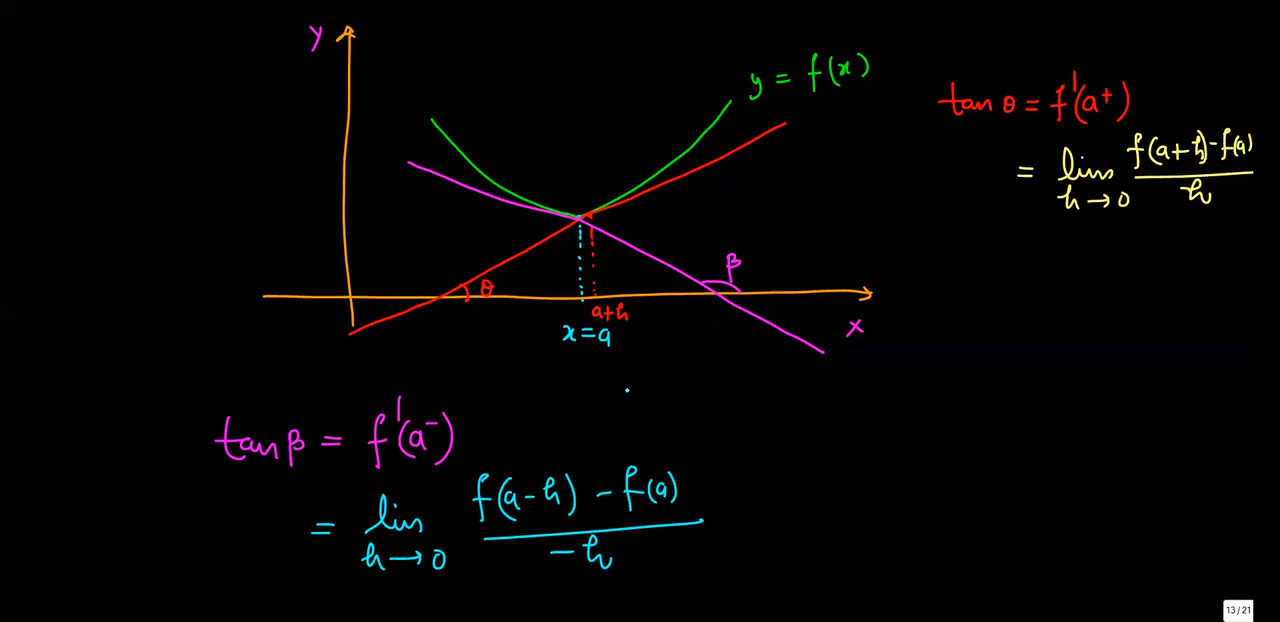 y
y = f(x)
tan θ = f'(a+)
= lim f(a+h) - f(a)
h→0 h
β
θ
a+h
x = a
x
tan β = f'(a-)
= lim f(a-h) - f(a)
h→0 -h
13 / 21